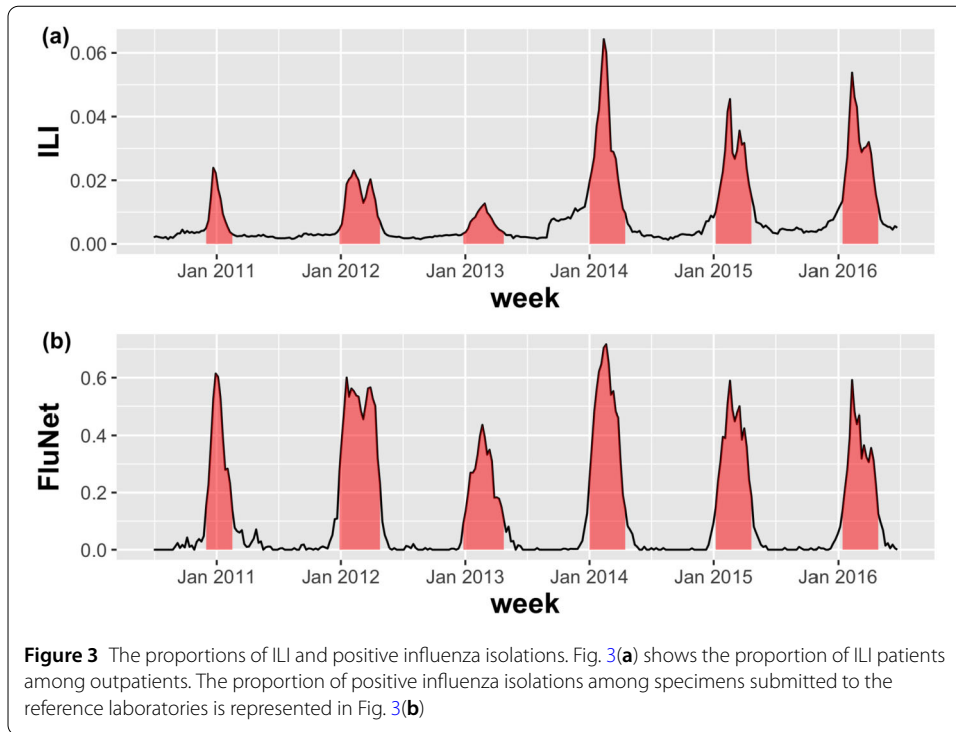 (a)
0.06
0.04
0.02
0.00
ILI
Jan 2011 Jan 2012 Jan 2013 Jan 2014 Jan 2015 Jan 2016
week
(b)
0.6
0.4
0.2
0.0
FluNet
Jan 2011 Jan 2012 Jan 2013 Jan 2014 Jan 2015 Jan 2016
week
Figure 3 The proportions of ILI and positive influenza isolations. Fig. 3(a) shows the proportion of ILI patients
among outpatients. The proportion of positive influenza isolations among specimens submitted to the
reference laboratories is represented in Fig. 3(b)